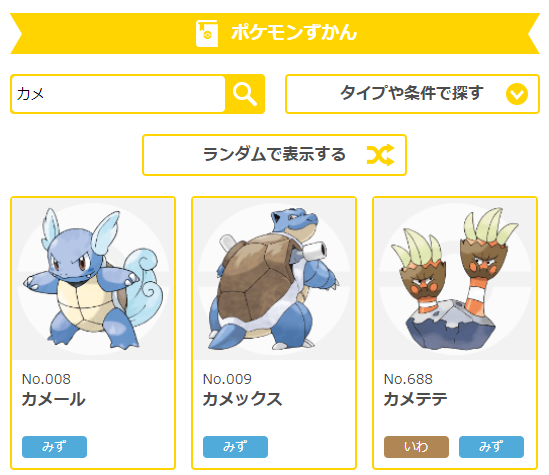 ポケモンずかん
カメ
タイプや条件で探す
ランダムで表示する
No.008
カメール
みず
No.009
カメックス
みず
No.688
カメテテ
いわ みず